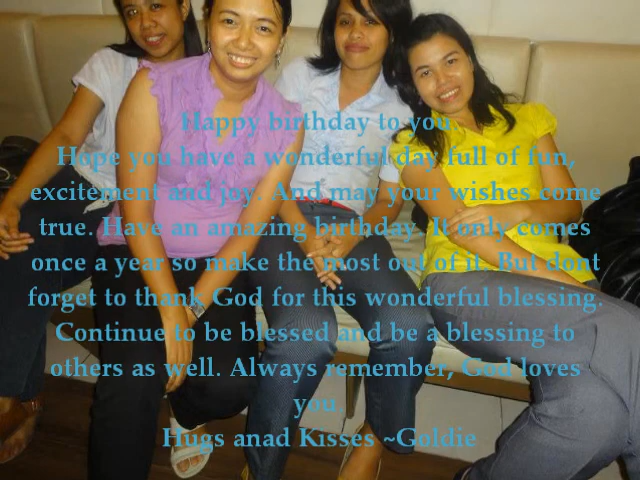 Happy birthday to you.
Hope you have a wonderful day full of fun,
excitement and joy. And may your wishes come
true. Have an amazing birthday. It only comes
once a year so make the most out of it. But dont
forget to thank God for this wonderful blessing.
Continue to be blessed and be a blessing to
others as well. Always remember, God loves
you.
Hugs anad Kisses ~Goldie